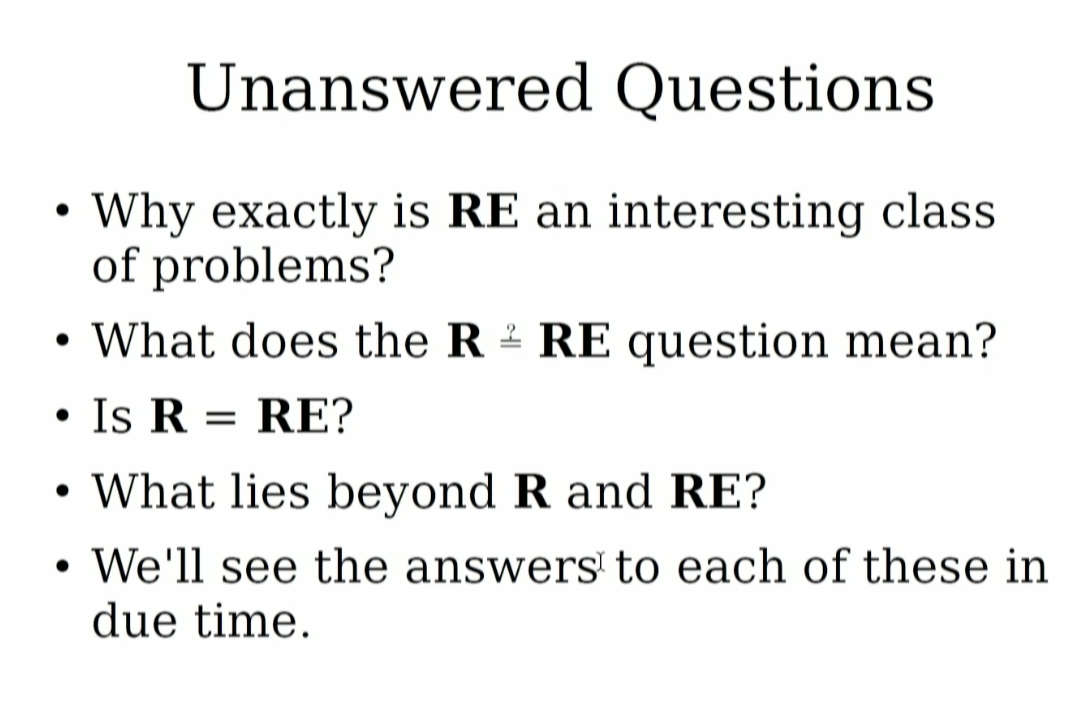 Unanswered Questions
• Why exactly is RE an interesting class
of problems?
• What does the R ≟ RE question mean?
• Is R = RE?
• What lies beyond R and RE?
• We'll see the answers to each of these in
due time.